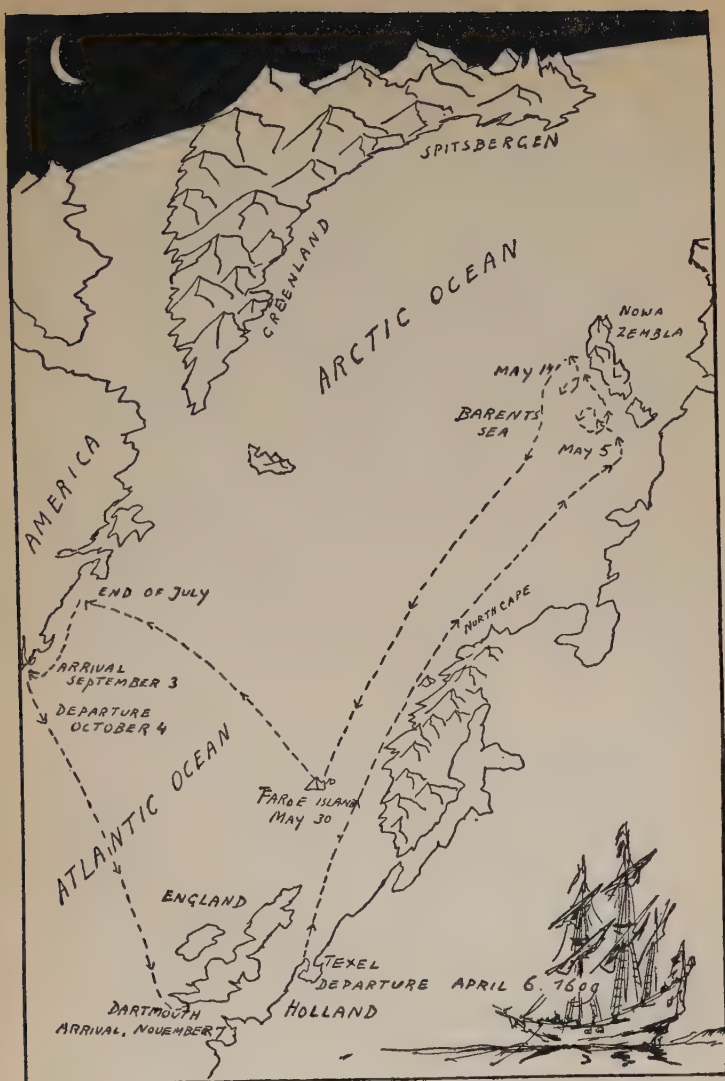 SPITSBERGEN
GREENLAND
ARCTIC OCEAN
NOWA
ZEMBLA
MAY 14
BARENTS
SEA
MAY 5
AMERICA
NORTH CAPE
END OF JULY
ARRIVAL
SEPTEMBER 3
DEPARTURE
OCTOBER 4
ATLANTIC OCEAN
FAROE ISLAND
MAY 30
ENGLAND
TEXEL
DEPARTURE APRIL 6. 1609
HOLLAND
DARTMOUTH
ARRIVAL, NOVEMBER 7